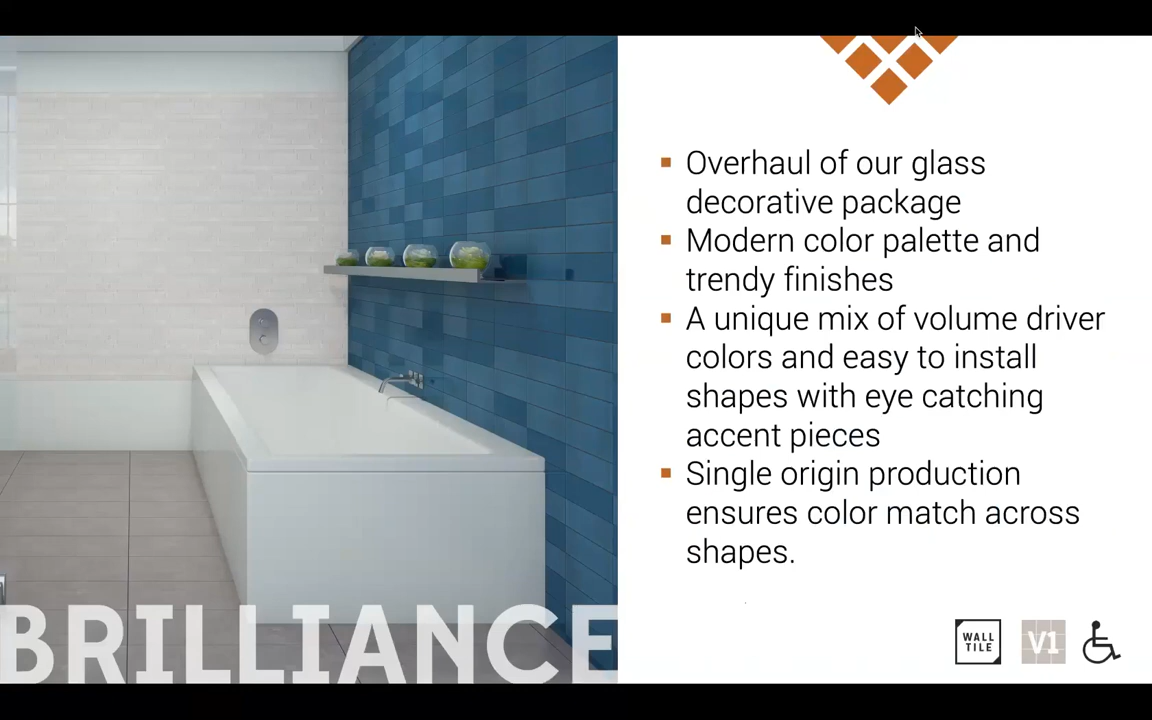 Overhaul of our glass
decorative package
Modern color palette and
trendy finishes
A unique mix of volume driver
colors and easy to install
shapes with eye catching
accent pieces
Single origin production
ensures color match across
shapes.
BRILLIANCE
WALL
TILE
V1